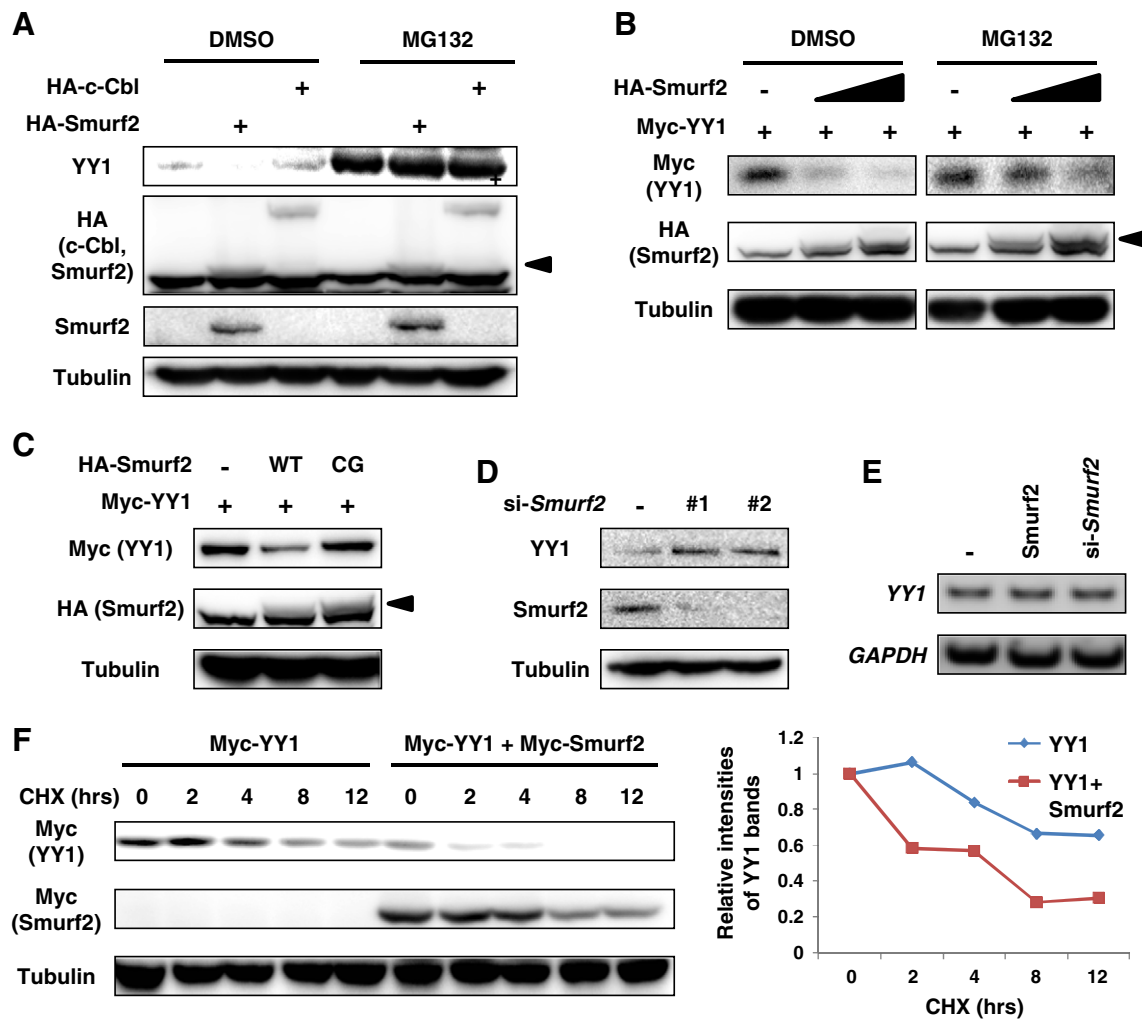 A
DMSO MG132
HA-c-Cbl + +
HA-Smurf2 + +
YY1
+
HA
(c-Cbl,
Smurf2)
Smurf2
Tubulin
B
DMSO MG132
HA-Smurf2 - -
Myc-YY1 + + + + + +
Myc
(YY1)
HA
(Smurf2)
Tubulin
C
HA-Smurf2 - WT CG
Myc-YY1 + + +
Myc (YY1)
HA (Smurf2)
Tubulin
D
si-Smurf2 - #1 #2
YY1
Smurf2
Tubulin
E
- Smurf2 si-Smurf2
YY1
GAPDH
F
Myc-YY1 Myc-YY1 + Myc-Smurf2
CHX (hrs) 0 2 4 8 12 0 2 4 8 12
Myc
(YY1)
Myc
(Smurf2)
Tubulin
Relative intensities
of YY1 bands
1.2
1
0.8
0.6
0.4
0.2
0
0 2 4 8 12
CHX (hrs)
YY1
YY1+
Smurf2